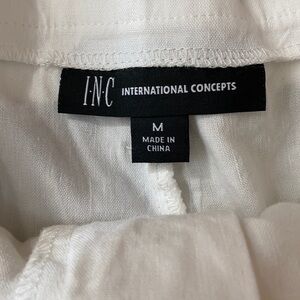 I·N·C INTERNATIONAL CONCEPTS
M
MADE IN
CHINA